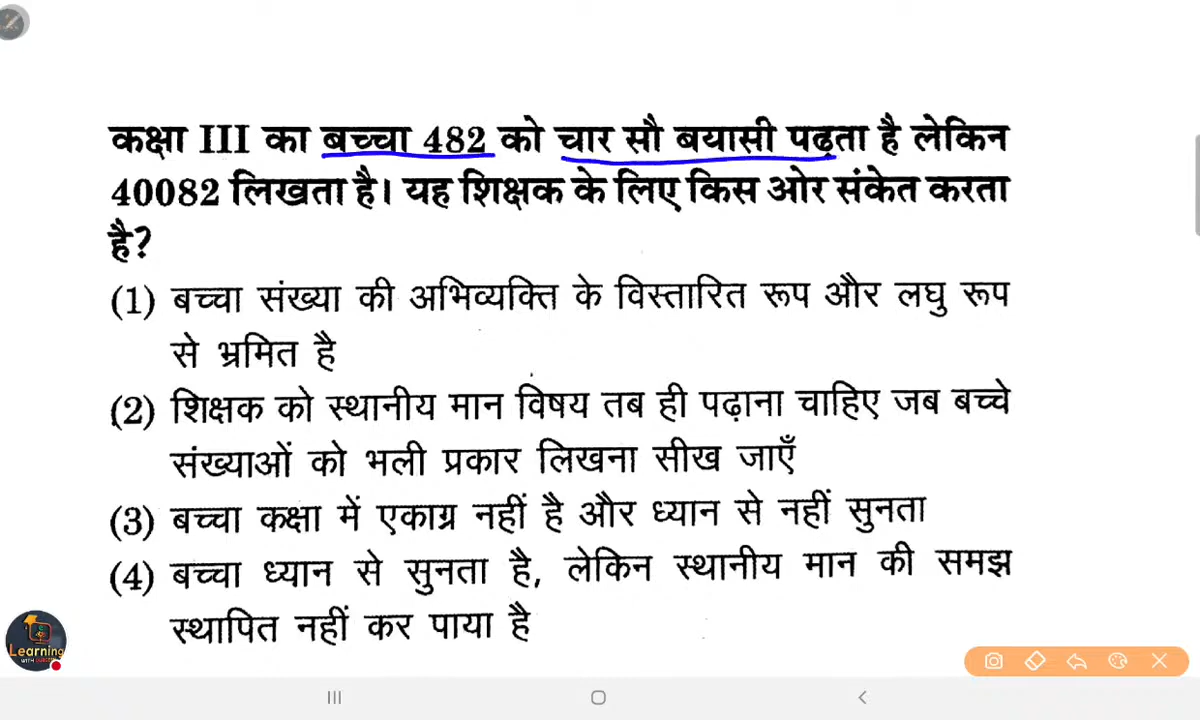 कक्षा III का बच्चा 482 को चार सौ बयासी पढ़ता है लेकिन
40082 लिखता है। यह शिक्षक के लिए किस ओर संकेत करता
है?
(1) बच्चा संख्या की अभिव्यक्ति के विस्तारित रूप और लघु रूप
से भ्रमित है
(2) शिक्षक को स्थानीय मान विषय तब ही पढ़ाना चाहिए जब बच्चे
संख्याओं को भली प्रकार लिखना सीख जाएँ
(3) बच्चा कक्षा में एकाग्र नहीं है और ध्यान से नहीं सुनता
(4) बच्चा ध्यान से सुनता है, लेकिन स्थानीय मान की समझ
स्थापित नहीं कर पाया है
Learning